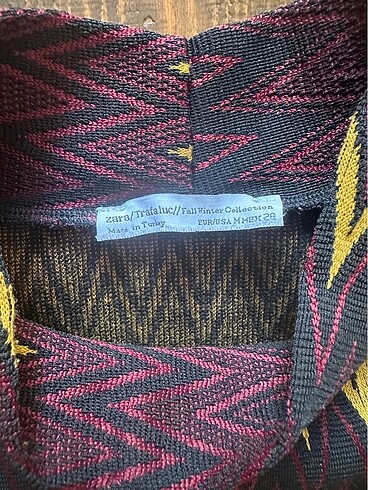 zara/Trafaluc//Fall Winter Collection
Made in Turkey EUR/USA M MEX 28